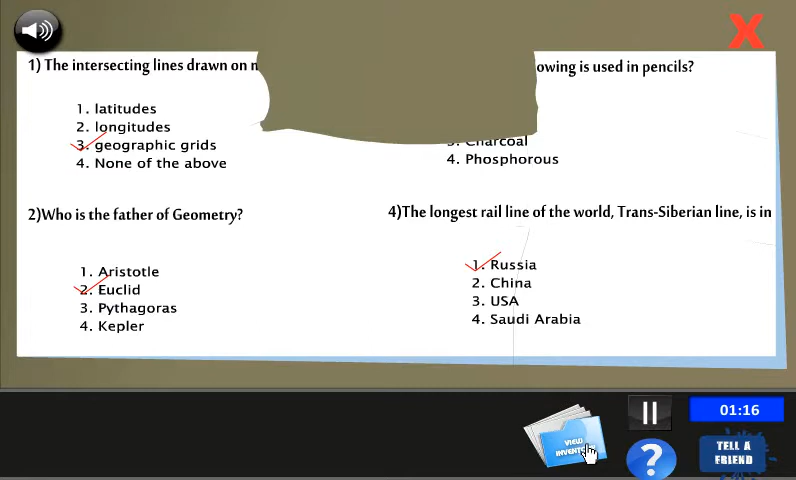 1) The intersecting lines drawn on
latitudes
1. latitudes
2. longitudes
3. geographic grids
4. None of the above
owing is used in pencils?
Charcoal
4. Phosphorous
2)Who is the father of Geometry?
1. Aristotle
2. Euclid
3. Pythagoras
4. Kepler
4)The longest rail line of the world, Trans-Siberian line, is in
1. Russia
2. China
3. USA
4. Saudi Arabia
VIEW
INVENTORY
01:16
?
TELL A
FRIEND
X